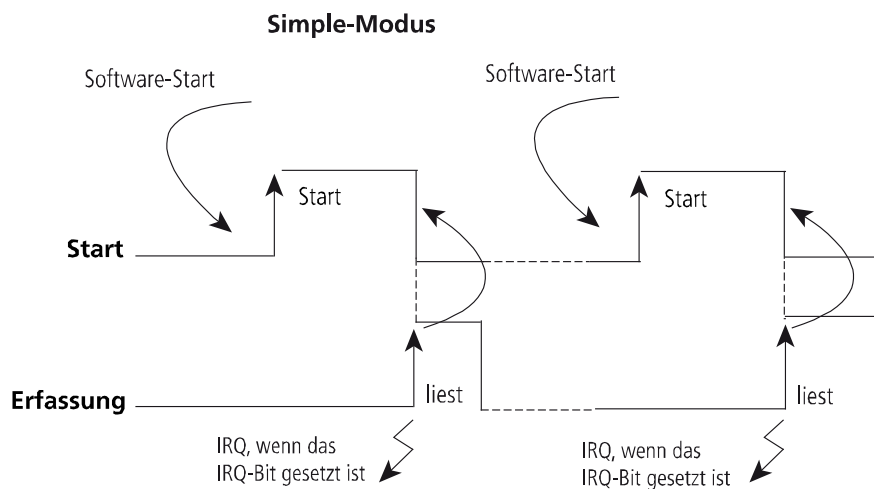 Simple-Modus
Software-Start
Software-Start
Start
Start
Start
Erfassung
liest
liest
IRQ, wenn das
IRQ-Bit gesetzt ist
IRQ, wenn das
IRQ-Bit gesetzt ist